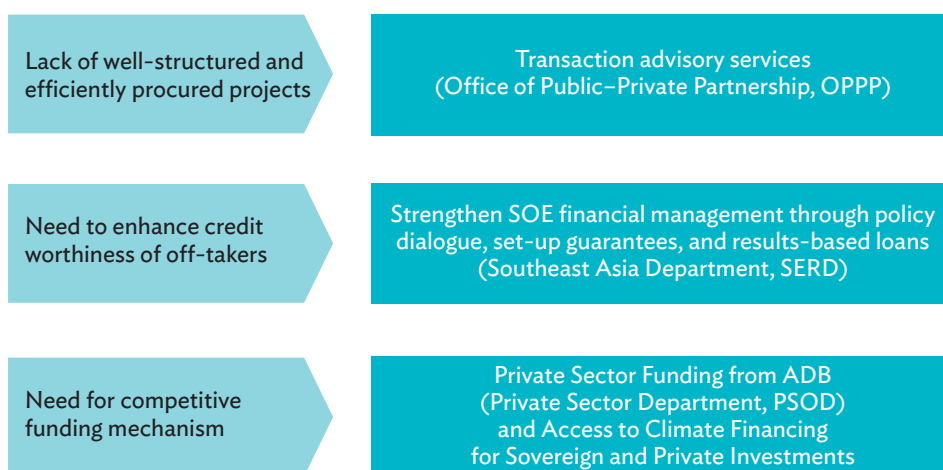 Lack of well-structured and
efficiently procured projects
Transaction advisory services
(Office of Public–Private Partnership, OPPP)
Need to enhance credit
worthiness of off-takers
Strengthen SOE financial management through policy
dialogue, set-up guarantees, and results-based loans
(Southeast Asia Department, SERD)
Need for competitive
funding mechanism
Private Sector Funding from ADB
(Private Sector Department, PSOD)
and Access to Climate Financing
for Sovereign and Private Investments